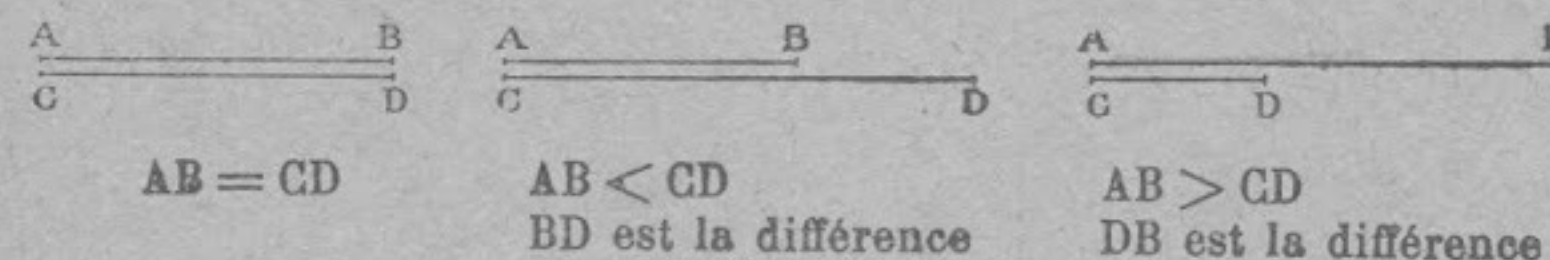 A B A B A
C D C D C D
AB = CD AB < CD AB > CD
BD est la différence DB est la différence